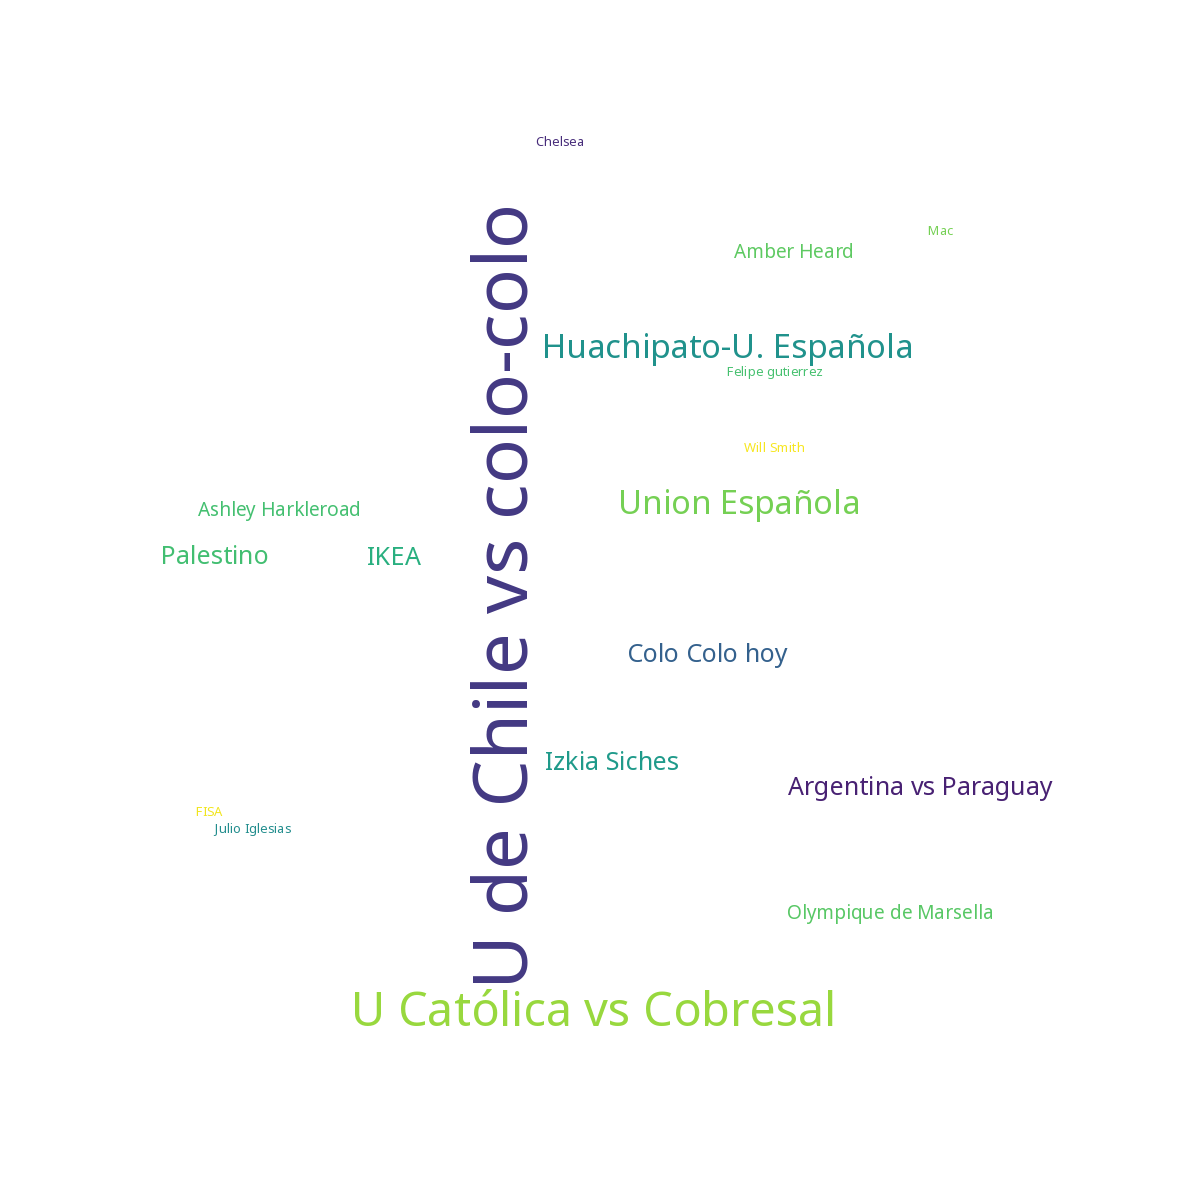 Chelsea
Mac
Amber Heard
U de Chile vs colo-colo
Huachipato-U. Española
Felipe gutierrez
Will Smith
Union Española
Ashley Harkleroad
Palestino
IKEA
Colo Colo hoy
Izkia Siches
Argentina vs Paraguay
FISA
Julio Iglesias
Olympique de Marsella
U Católica vs Cobresal